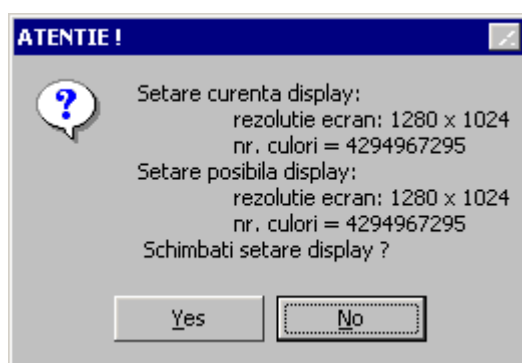 ATENTIE !
Setare curenta display:
rezolutie ecran: 1280 x 1024
nr. culori = 4294967295
Setare posibila display:
rezolutie ecran: 1280 x 1024
nr. culori = 4294967295
Schimbati setare display ?
Yes No